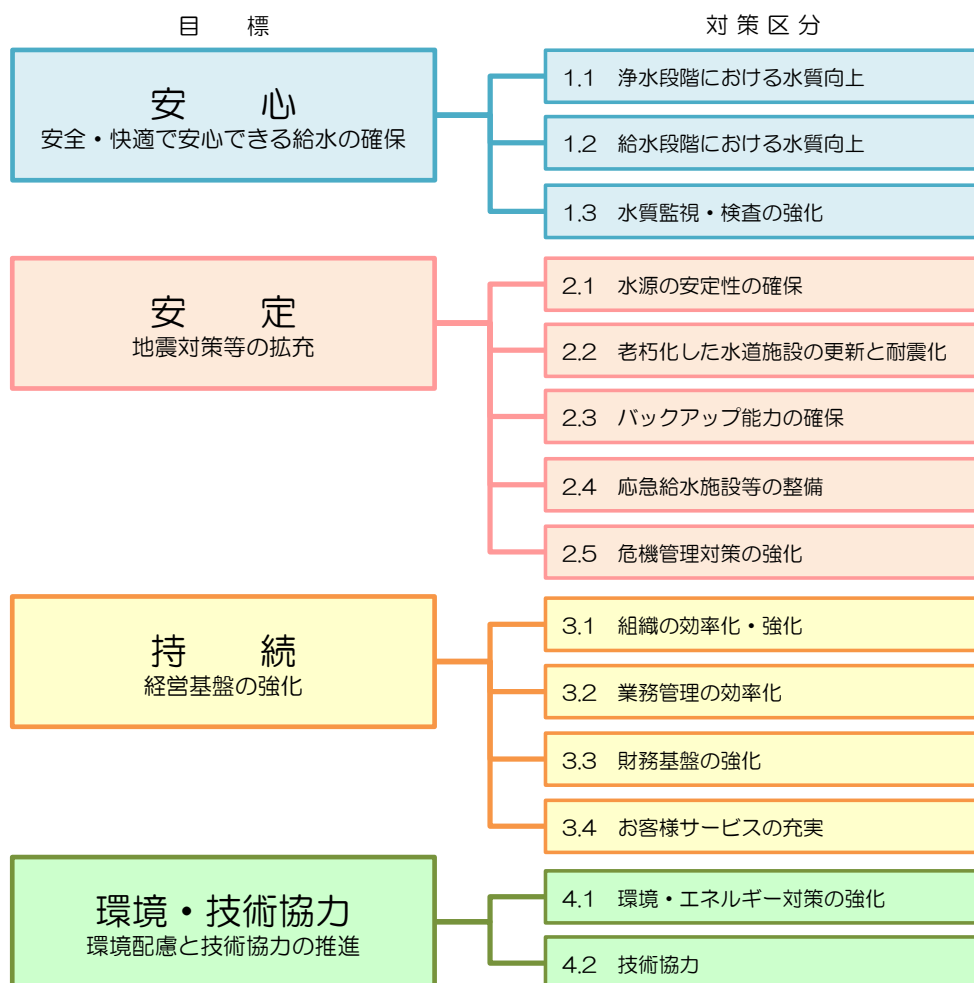 目　標
対 策 区 分
安　心
安全・快適で安心できる給水の確保
1.1　浄水段階における水質向上
1.2　給水段階における水質向上
1.3　水質監視・検査の強化
安　定
地震対策等の拡充
2.1　水源の安定性の確保
2.2　老朽化した水道施設の更新と耐震化
2.3　バックアップ能力の確保
2.4　応急給水施設等の整備
2.5　危機管理対策の強化
持　続
経営基盤の強化
3.1　組織の効率化・強化
3.2　業務管理の効率化
3.3　財務基盤の強化
3.4　お客様サービスの充実
環境・技術協力
環境配慮と技術協力の推進
4.1　環境・エネルギー対策の強化
4.2　技術協力